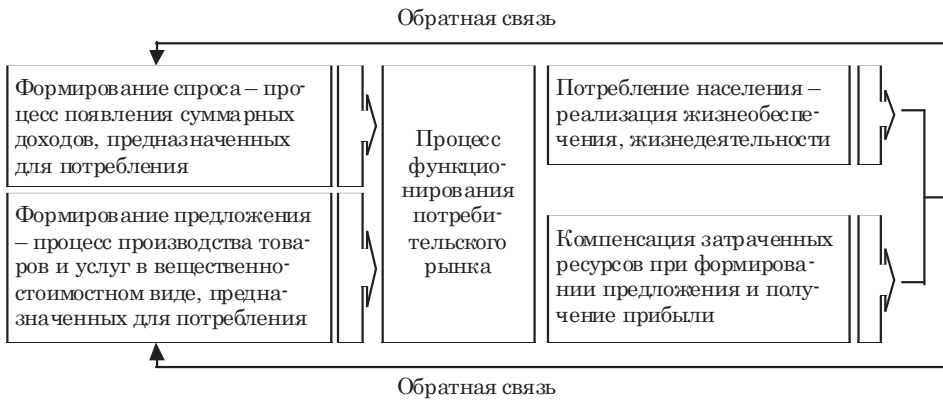 Обратная связь
Формирование спроса – про-
цесс появления суммарных
доходов, предназначенных
для потребления
Формирование предложения
– процесс производства това-
ров и услуг в вещественно-
стоимостном виде, предна-
значенных для потребления
Процесс
функцио-
нирования
потреби-
тельского
рынка
Потребление населения –
реализация жизнеобеспе-
чения, жизнедеятельности
Компенсация затраченных
ресурсов при формирова-
нии предложения и полу-
чение прибыли
Обратная связь